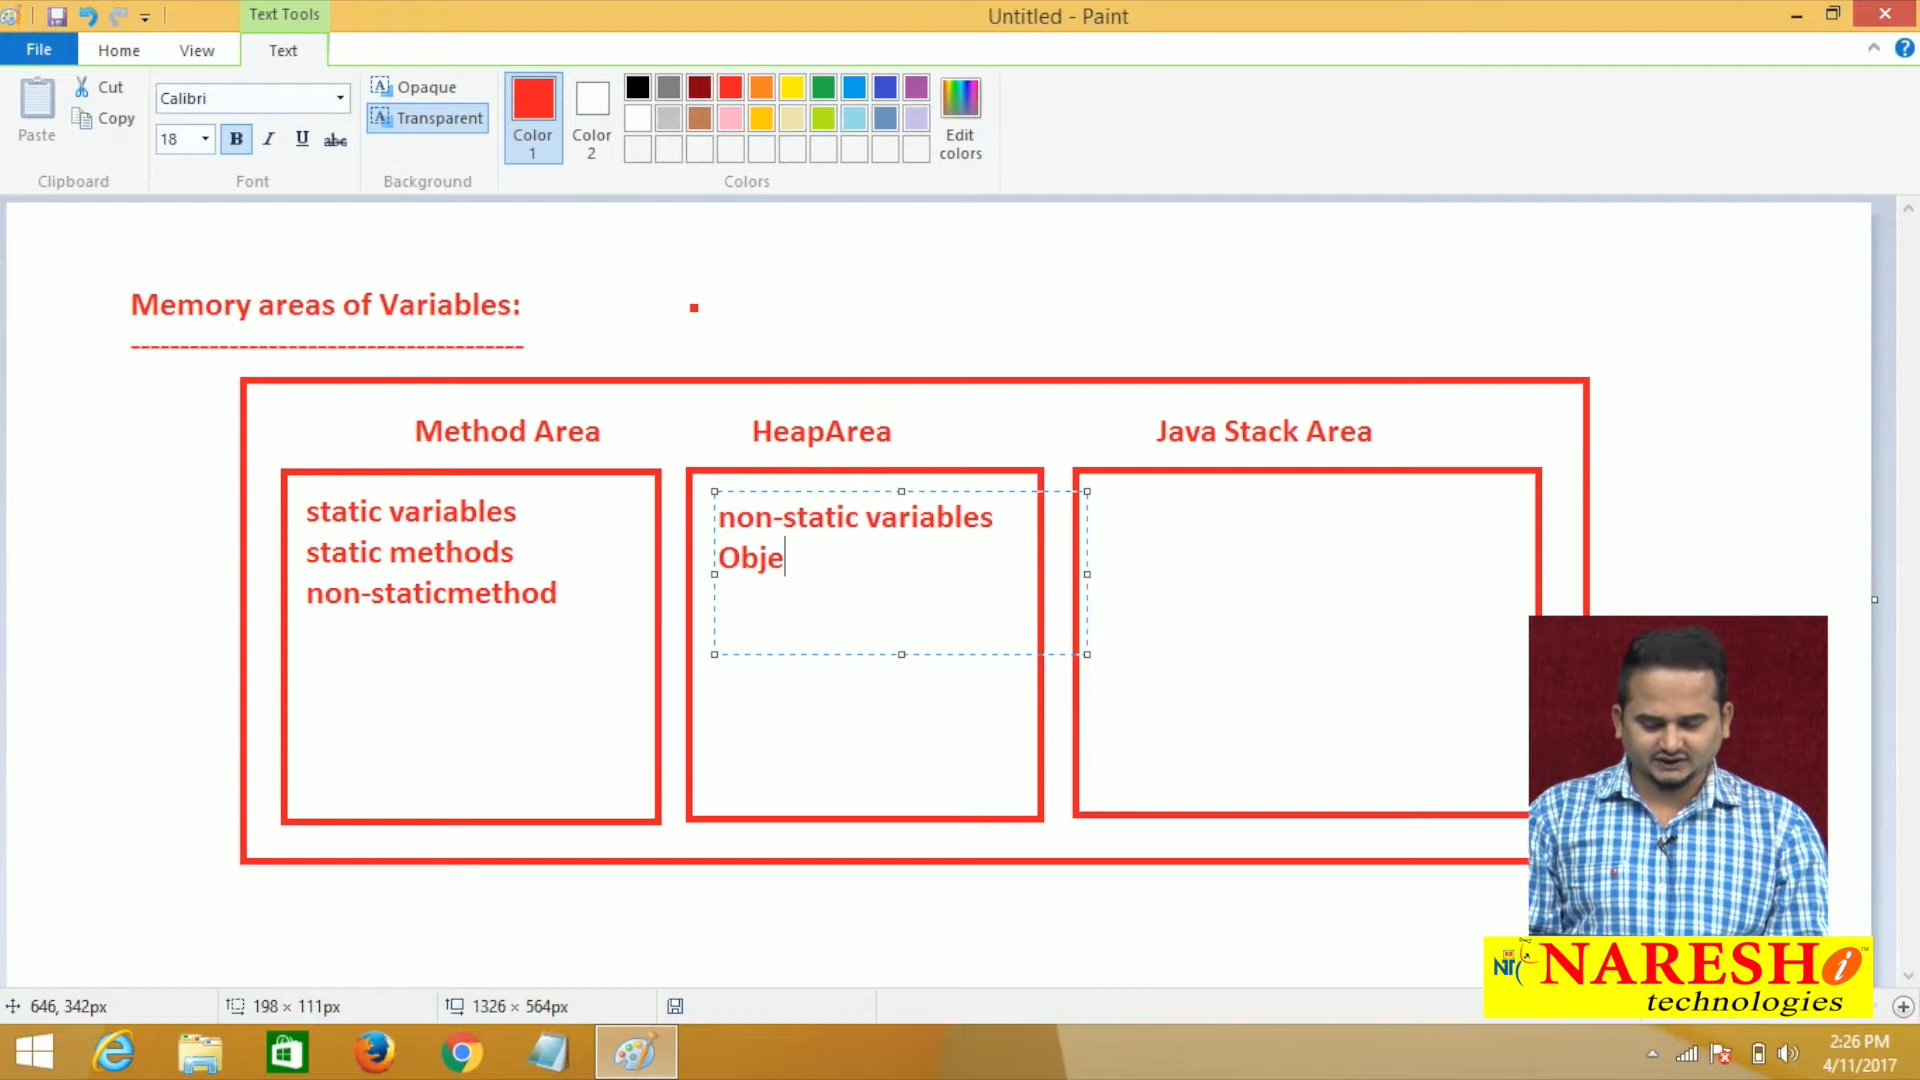 Text Tools
Untitled - Paint
File Home View Text
Paste
Cut
Copy
Clipboard
Calibri
18 B I U abc
Font
A Opaque
A Transparent
Background
Color 1
Color 2
Edit colors
Colors
Memory areas of Variables:
----------------------------------------
Method Area HeapArea Java Stack Area
static variables
static methods
non-staticmethod
non-static variables
Obje
NT
NARESH i ™
technologies
646, 342px 198 × 111px 1326 × 564px
2:26 PM
4/11/2017